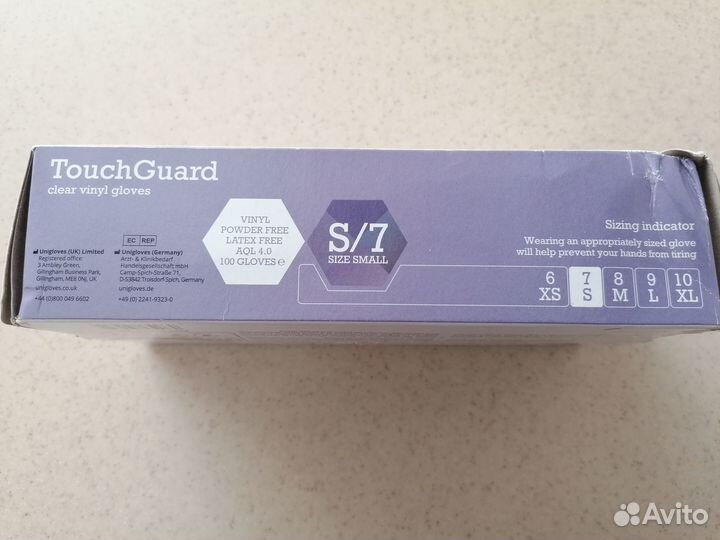 TouchGuard
clear vinyl gloves
Unigloves (UK) Limited
Registered office:
3 Ambley Green,
Gillingham Business Park,
Gillingham, ME8 0NJ, UK
unigloves.co.uk
+44 (0)800 049 6602
EC REP
Unigloves (Germany)
Arzt- & Klinikbedarf
Handelsgesellschaft mbH
Camp-Spich-Straße 71,
D-53842 Troisdorf-Spich, Germany
unigloves.de
+49 (0) 2241-9323-0
VINYL
POWDER FREE
LATEX FREE
AQL 4.0
100 GLOVES ℮
S/7
SIZE SMALL
Sizing indicator
Wearing an appropriately sized glove
will help prevent your hands from tiring
6 7 8 9 10
XS S M L XL
Avito